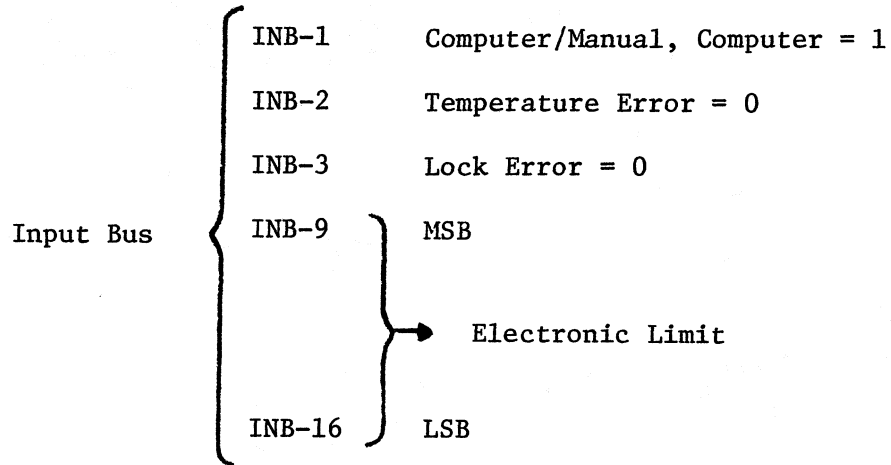 INB-1 Computer/Manual, Computer = 1
INB-2 Temperature Error = 0
INB-3 Lock Error = 0
Input Bus INB-9 MSB
Electronic Limit
INB-16 LSB